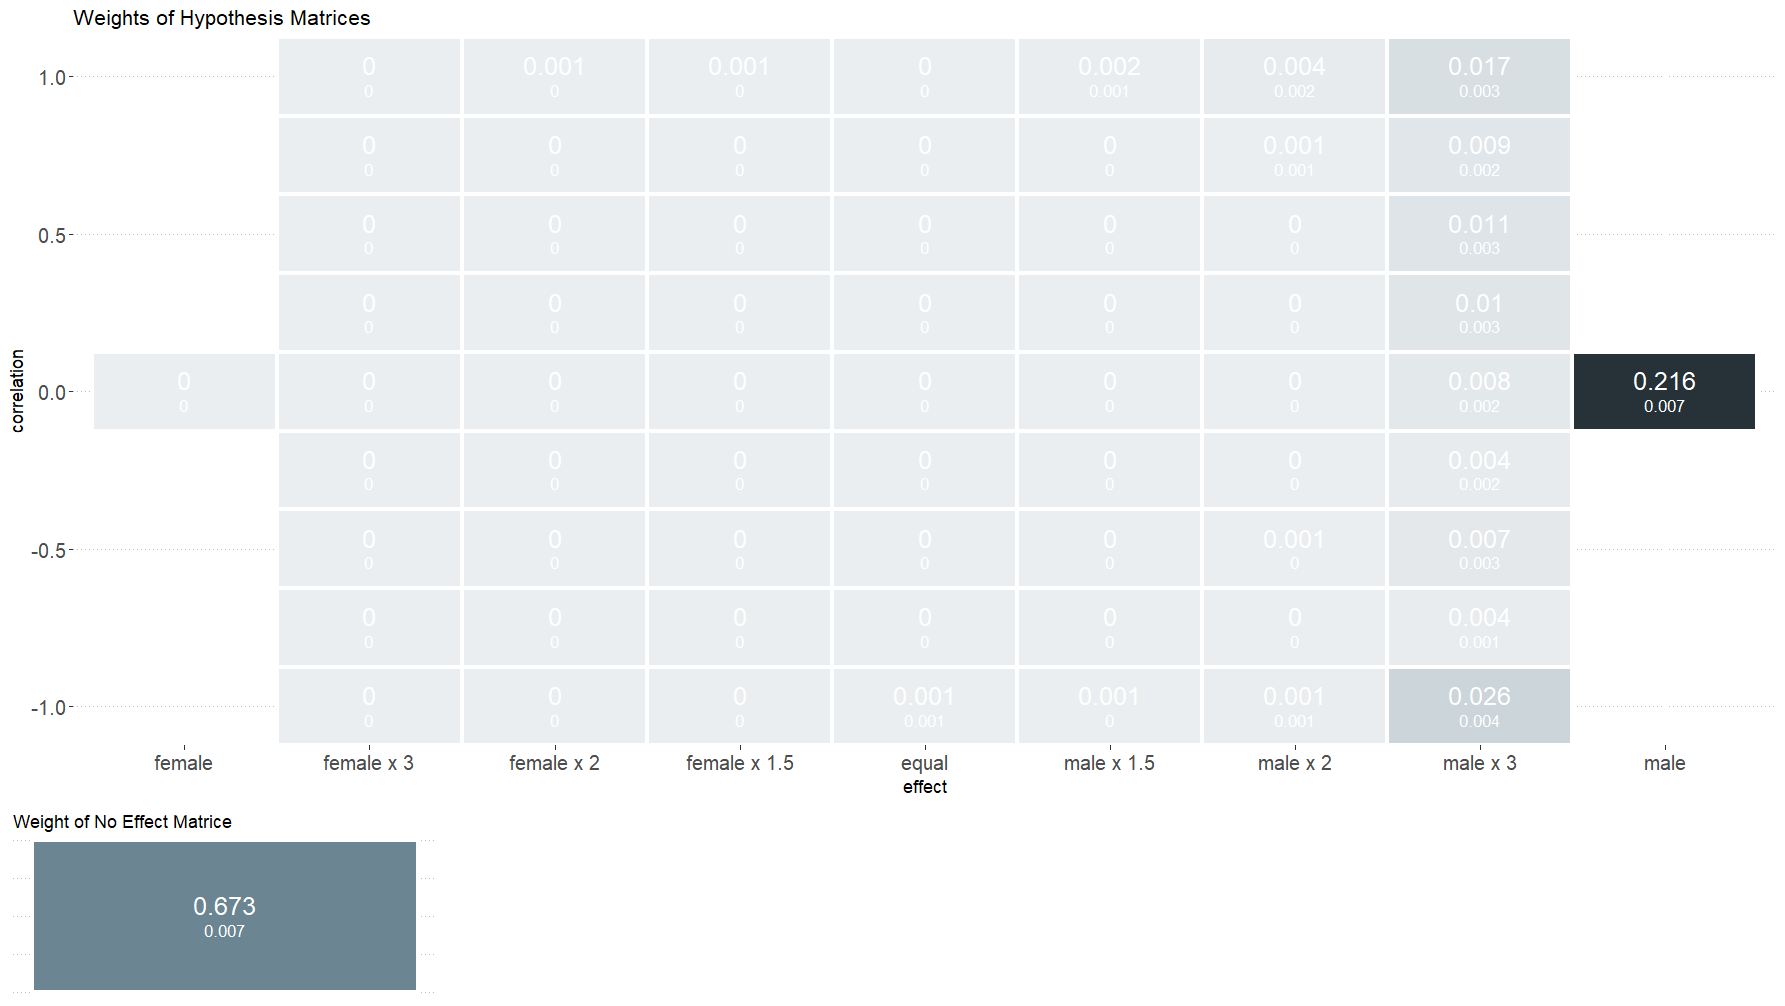 Weights of Hypothesis Matrices
1.0 0 0.001 0.001 0 0.002 0.004 0.017
0 0 0 0 0.001 0.002 0.003
0 0 0 0 0 0.001 0.009
0 0 0 0 0 0.001 0.002
0.5 0 0 0 0 0 0 0.011
0 0 0 0 0 0 0.003
0 0 0 0 0 0 0.01
0 0 0 0 0 0 0.003
correlation
0.0 0 0 0 0 0 0 0 0.008 0.216
0 0 0 0 0 0 0 0.002 0.007
0 0 0 0 0 0 0.004
0 0 0 0 0 0 0.002
-0.5 0 0 0 0 0 0.001 0.007
0 0 0 0 0 0 0.003
0 0 0 0 0 0 0.004
0 0 0 0 0 0 0.001
-1.0 0 0 0 0.001 0.001 0.001 0.026
0 0 0 0.001 0 0.001 0.004
female female x 3 female x 2 female x 1.5 equal male x 1.5 male x 2 male x 3 male
effect
Weight of No Effect Matrice
0.673
0.007